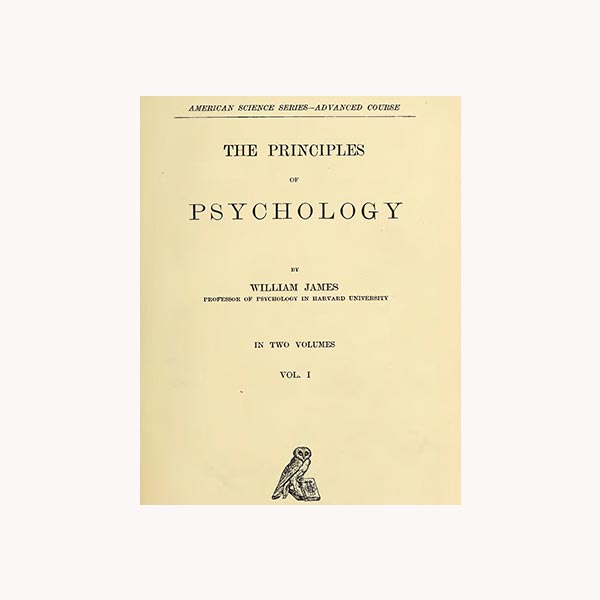 AMERICAN SCIENCE SERIES—ADVANCED COURSE
THE PRINCIPLES
OF
PSYCHOLOGY
BY
WILLIAM JAMES
PROFESSOR OF PSYCHOLOGY IN HARVARD UNIVERSITY
IN TWO VOLUMES
VOL. I